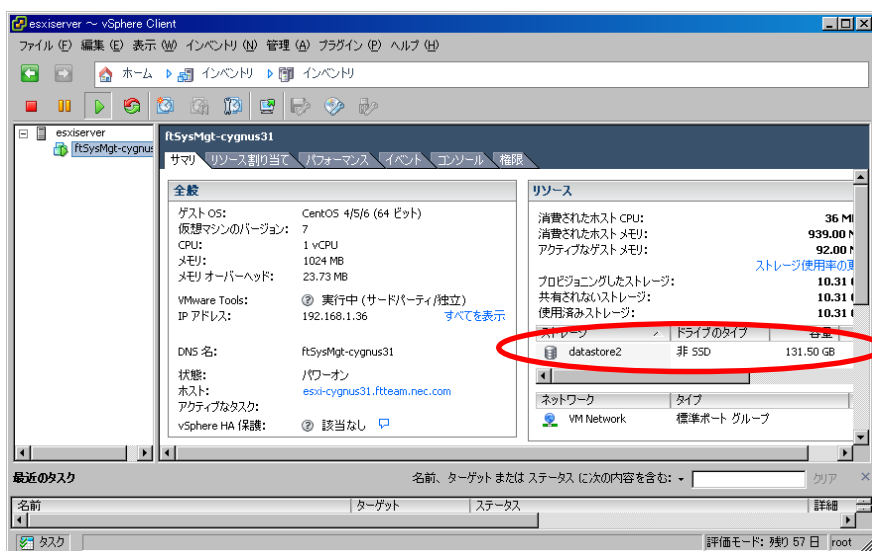 esxiserver ～ vSphere Client
ファイル (F) 編集 (E) 表示 (W) インベントリ (N) 管理 (A) プラグイン (P) ヘルプ (H)
ホーム インベントリ インベントリ
esxiserver
ftSysMgt-cygnus
ftSysMgt-cygnus31
サマリ リソース割り当て パフォーマンス イベント コンソール 権限
全般
ゲスト OS: CentOS 4/5/6 (64 ビット)
仮想マシンのバージョン: 7
CPU: 1 vCPU
メモリ: 1024 MB
メモリ オーバーヘッド: 23.73 MB
VMware Tools: 実行中 (サードパーティ/独立)
IP アドレス: 192.168.1.36 すべてを表示
DNS 名: ftSysMgt-cygnus31
状態: パワーオン
ホスト: esxi-cygnus31.ftteam.nec.com
アクティブなタスク:
vSphere HA 保護: 該当なし
リソース
消費されたホスト CPU: 36
消費されたホスト メモリ: 939.00
アクティブなゲスト メモリ: 92.00
ストレージ使用率の
プロビジョニングしたストレージ: 10.31
共有されないストレージ: 10.31
使用済みストレージ: 10.31
ストレージ ドライブのタイプ 容量
datastore2 非 SSD 131.50 GB
ネットワーク タイプ
VM Network 標準ポート グループ
最近のタスク 名前、ターゲット または ステータス に次の内容を含む: クリア
名前 ターゲット ステータス 詳細
タスク 評価モード: 残り 57 日 root